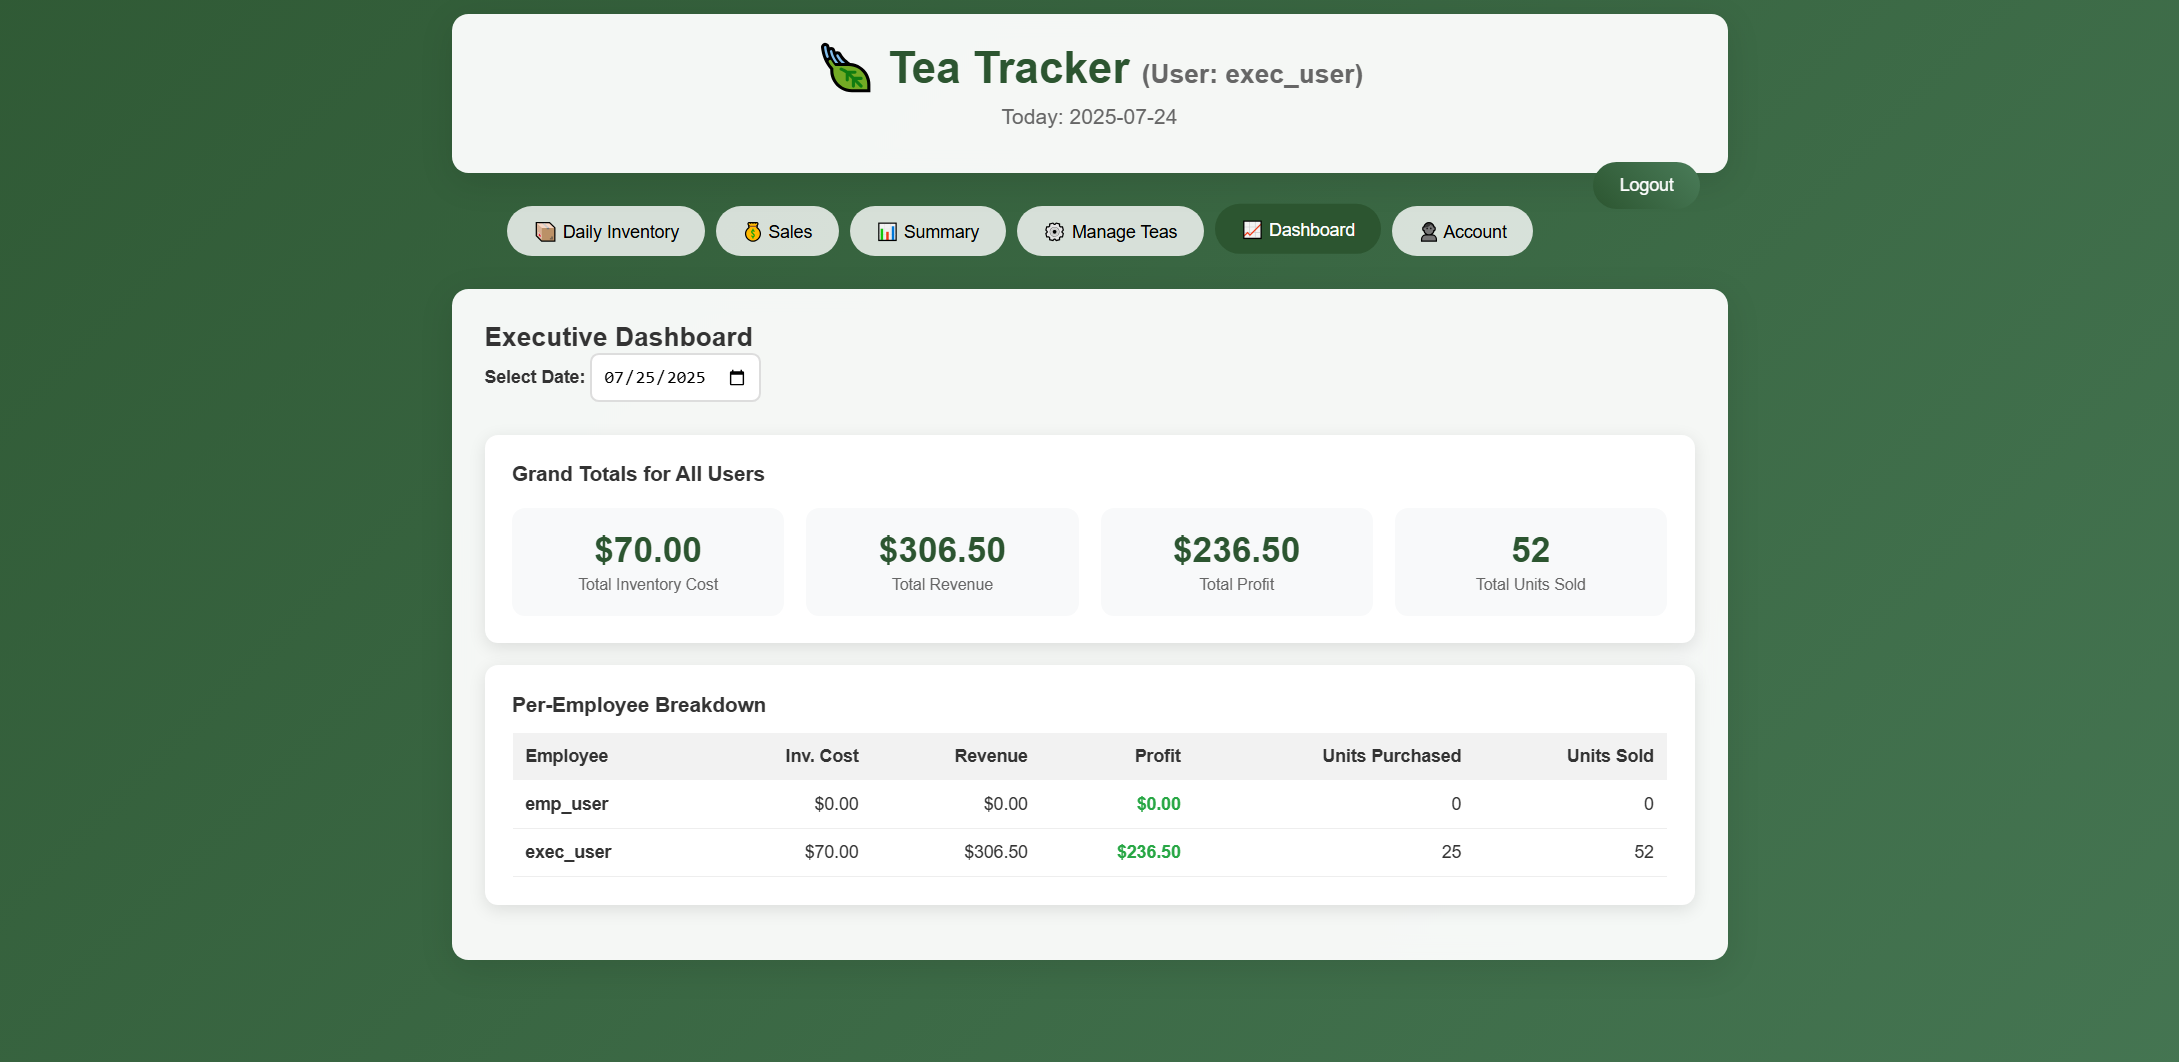 Tea Tracker (User: exec_user)
Today: 2025-07-24
Logout
Daily Inventory Sales Summary Manage Teas Dashboard Account
Executive Dashboard
Select Date: 07/25/2025
Grand Totals for All Users
$70.00 $306.50 $236.50 52
Total Inventory Cost Total Revenue Total Profit Total Units Sold
Per-Employee Breakdown
Employee Inv. Cost Revenue Profit Units Purchased Units Sold
emp_user $0.00 $0.00 $0.00 0 0
exec_user $70.00 $306.50 $236.50 25 52